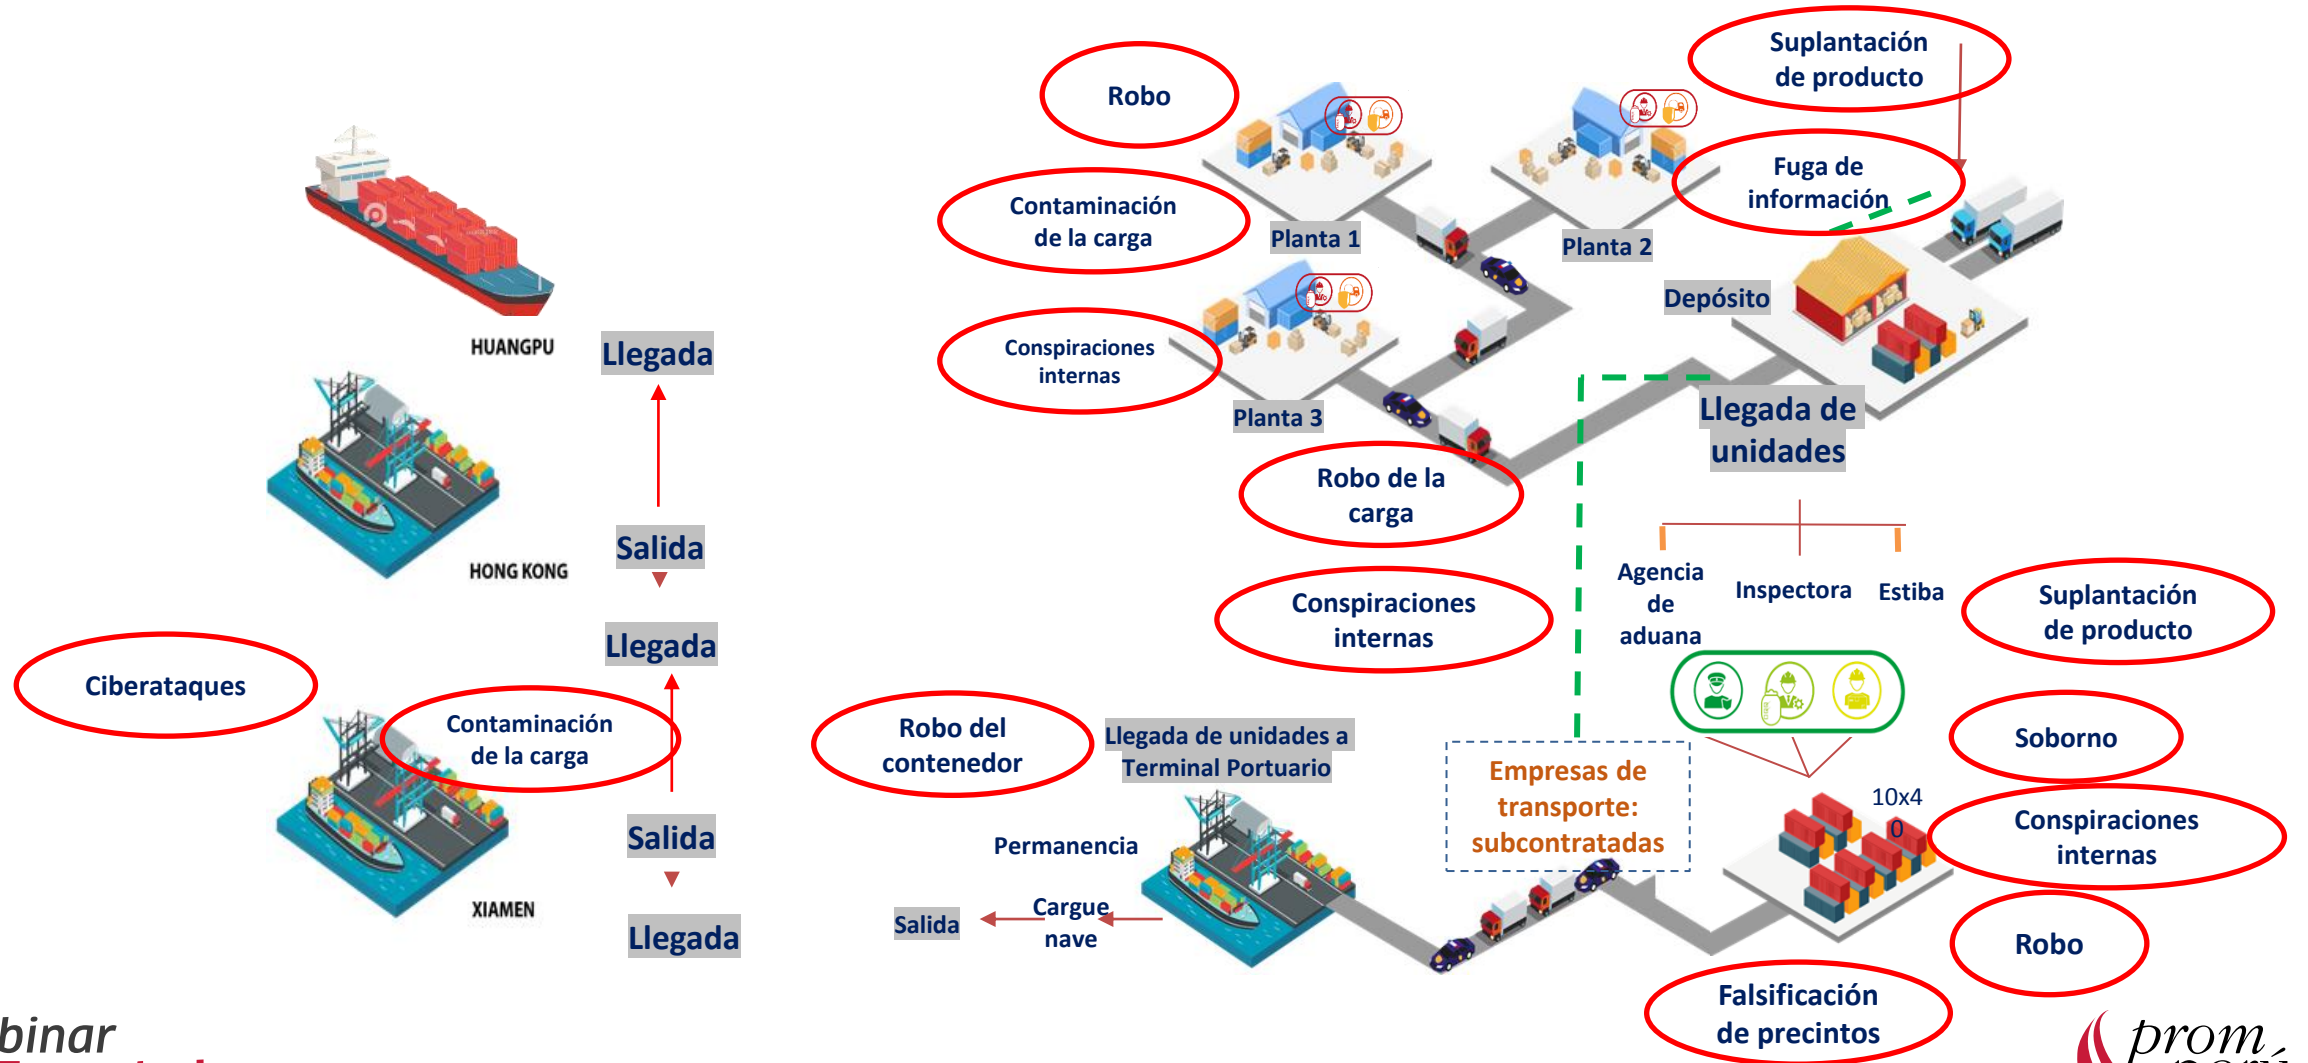 Suplantación
de producto
Robo
Fuga de
información
Contaminación
de la carga
Planta 1
Planta 2
Depósito
Conspiraciones
internas
Planta 3
Llegada de
unidades
Robo de la
carga
Conspiraciones
internas
Agencia
de
aduana
Inspectora
Estiba
Suplantación
de producto
HUANGPU
Llegada
Salida
HONG KONG
Llegada
Ciberataques
Contaminación
de la carga
Salida
XIAMEN
Llegada
Robo del
contenedor
Llegada de unidades a
Terminal Portuario
Permanencia
Cargue
nave
Salida
Empresas de
transporte:
subcontratadas
10x4
0
Soborno
Conspiraciones
internas
Robo
Falsificación
de precintos
binar
prom
perú